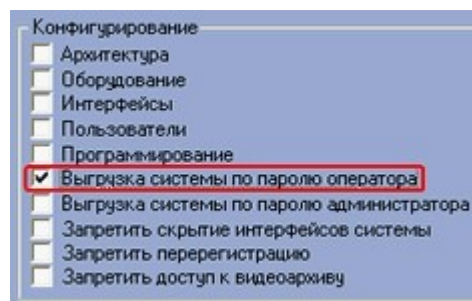 Конфигурирование
Архитектура
Оборудование
Интерфейсы
Пользователи
Программирование
Выгрузка системы по паролю оператора
Выгрузка системы по паролю администратора
Запретить скрытие интерфейсов системы
Запретить перерегистрацию
Запретить доступ к видеоархиву